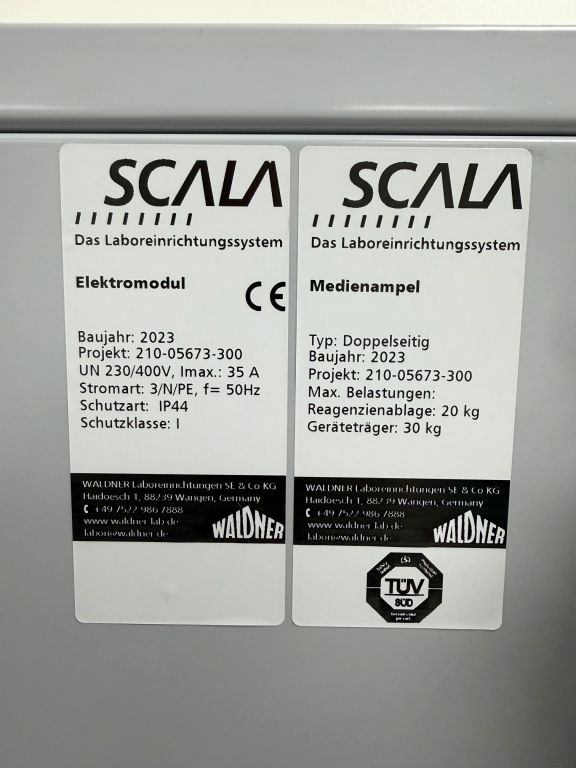 SCALA
Das Laboreinrichtungssystem
Elektromodul
CE
Baujahr: 2023
Projekt: 210-05673-300
UN 230/400V, Imax.: 35 A
Stromart: 3/N/PE, f= 50Hz
Schutzart: IP44
Schutzklasse: I
WALDNER Laboreinrichtungen SE & Co KG
Haidoesch 1, 88239 Wangen, Germany
+49 7522 986 7888
www.waldner-lab.de
labor@waldner.de
WALDNER
SCALA
Das Laboreinrichtungssystem
Medienampel
Typ: Doppelseitig
Baujahr: 2023
Projekt: 210-05673-300
Max. Belastungen:
Reagenzienablage: 20 kg
Geräteträger: 30 kg
WALDNER Laboreinrichtungen SE & Co KG
Haidoesch 1, 88239 Wangen, Germany
+49 7522 986 7888
www.waldner-lab.de
labor@waldner.de
WALDNER
TÜV
SÜD